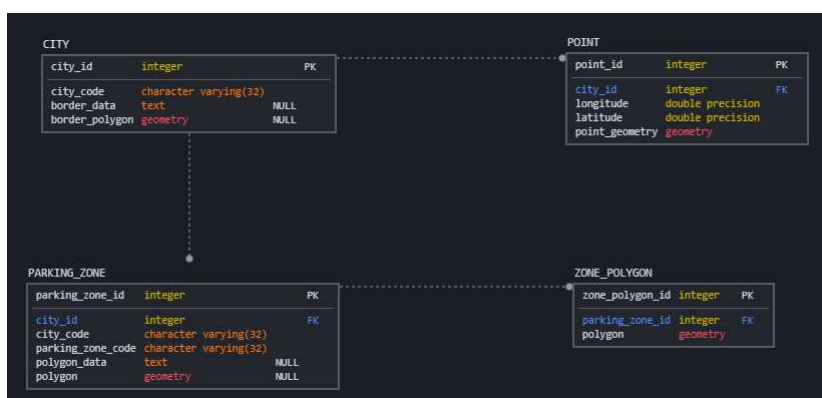 CITY
city_id integer PK
city_code character varying(32)
border_data text NULL
border_polygon geometry NULL
POINT
point_id integer PK
city_id integer FK
longitude double precision
latitude double precision
point_geometry geometry
PARKING_ZONE
parking_zone_id integer PK
city_id integer FK
city_code character varying(32)
parking_zone_code character varying(32)
polygon_data text NULL
polygon geometry NULL
ZONE_POLYGON
zone_polygon_id integer PK
parking_zone_id integer FK
polygon geometry